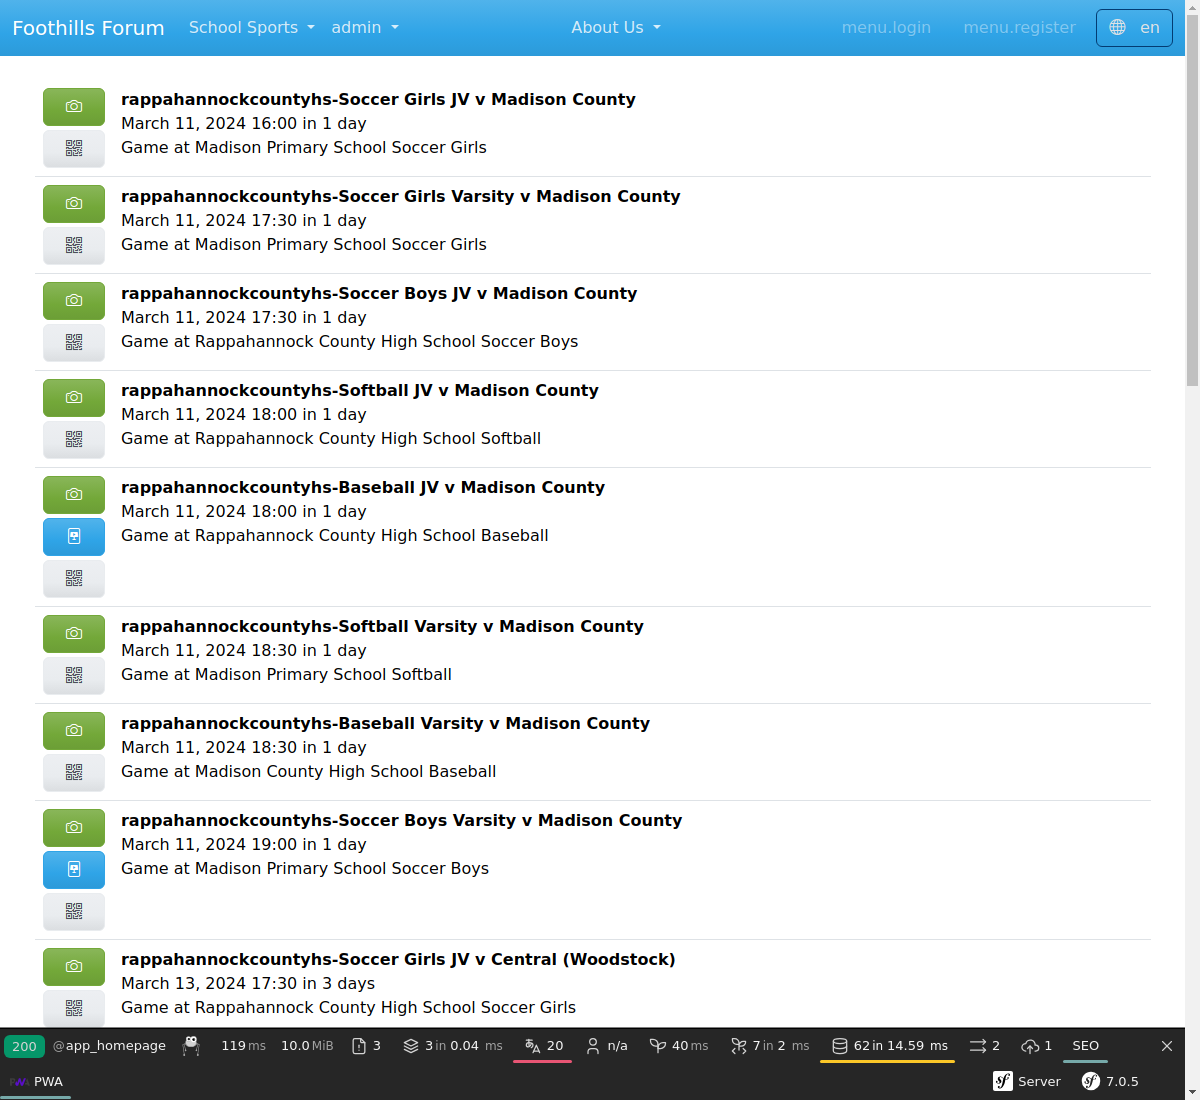 Foothills Forum School Sports admin About Us menu.login menu.register en
rappahannockcountyhs-Soccer Girls JV v Madison County
March 11, 2024 16:00 in 1 day
Game at Madison Primary School Soccer Girls
rappahannockcountyhs-Soccer Girls Varsity v Madison County
March 11, 2024 17:30 in 1 day
Game at Madison Primary School Soccer Girls
rappahannockcountyhs-Soccer Boys JV v Madison County
March 11, 2024 17:30 in 1 day
Game at Rappahannock County High School Soccer Boys
rappahannockcountyhs-Softball JV v Madison County
March 11, 2024 18:00 in 1 day
Game at Rappahannock County High School Softball
rappahannockcountyhs-Baseball JV v Madison County
March 11, 2024 18:00 in 1 day
Game at Rappahannock County High School Baseball
rappahannockcountyhs-Softball Varsity v Madison County
March 11, 2024 18:30 in 1 day
Game at Madison Primary School Softball
rappahannockcountyhs-Baseball Varsity v Madison County
March 11, 2024 18:30 in 1 day
Game at Madison County High School Baseball
rappahannockcountyhs-Soccer Boys Varsity v Madison County
March 11, 2024 19:00 in 1 day
Game at Madison Primary School Soccer Boys
rappahannockcountyhs-Soccer Girls JV v Central (Woodstock)
March 13, 2024 17:30 in 3 days
Game at Rappahannock County High School Soccer Girls
200 @app_homepage 119 ms 10.0 MiB 3 3 in 0.04 ms 20 n/a 40 ms 7 in 2 ms 62 in 14.59 ms 2 1 SEO
PWA PWA sf Server sf 7.0.5